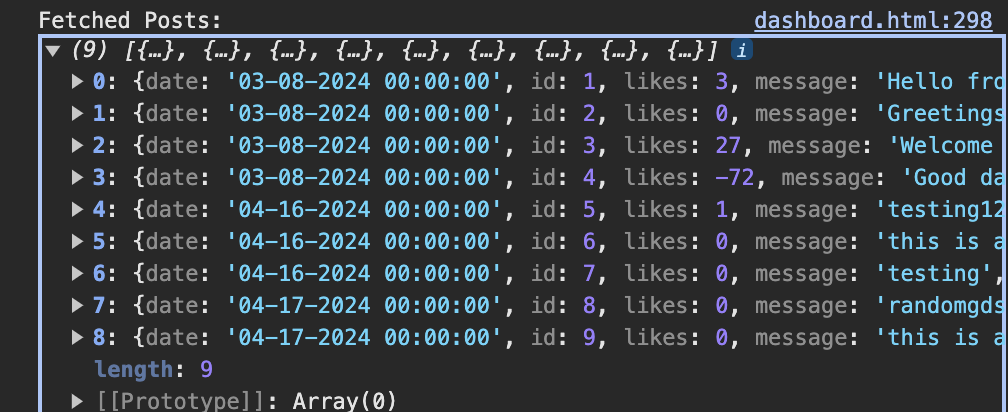 Fetched Posts: dashboard.html:298
▼ (9) [{…}, {…}, {…}, {…}, {…}, {…}, {…}, {…}, {…}] i
▶ 0: {date: '03-08-2024 00:00:00', id: 1, likes: 3, message: 'Hello fro
▶ 1: {date: '03-08-2024 00:00:00', id: 2, likes: 0, message: 'Greetings
▶ 2: {date: '03-08-2024 00:00:00', id: 3, likes: 27, message: 'Welcome
▶ 3: {date: '03-08-2024 00:00:00', id: 4, likes: -72, message: 'Good da
▶ 4: {date: '04-16-2024 00:00:00', id: 5, likes: 1, message: 'testing12
▶ 5: {date: '04-16-2024 00:00:00', id: 6, likes: 0, message: 'this is a
▶ 6: {date: '04-16-2024 00:00:00', id: 7, likes: 0, message: 'testing',
▶ 7: {date: '04-17-2024 00:00:00', id: 8, likes: 0, message: 'randomgds
▶ 8: {date: '04-17-2024 00:00:00', id: 9, likes: 0, message: 'this is a
length: 9
▶ [[Prototype]]: Array(0)